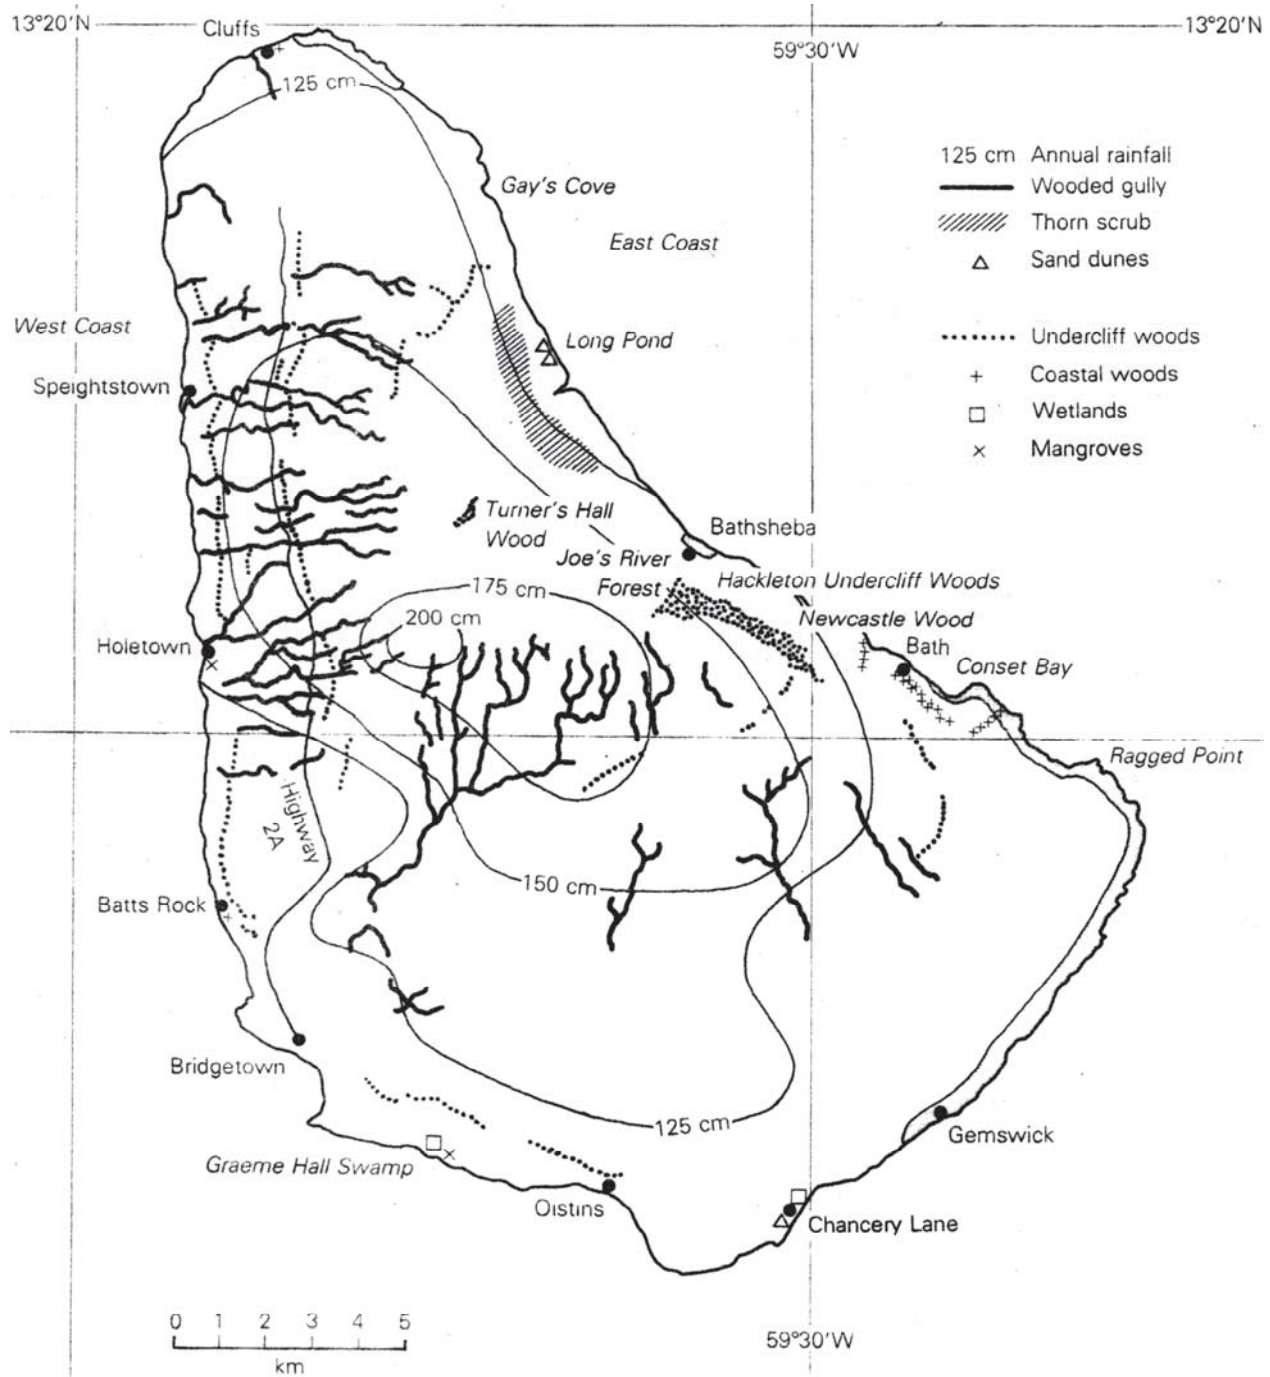 13°20'N
13°20'N
Cluffs
59°30'W
125 cm
125 cm Annual rainfall
Wooded gully
Thorn scrub
Sand dunes
Undercliff woods
Coastal woods
Wetlands
Mangroves
Gay's Cove
East Coast
West Coast
Long Pond
Speightstown
Turner's Hall
Wood
Bathsheba
Joe's River
Forest
Hackleton Undercliff Woods
175 cm
200 cm
Newcastle Wood
Holetown
Bath
Conset Bay
Ragged Point
Highway
2A
150 cm
Batts Rock
Bridgetown
125 cm
Gemswick
Graeme Hall Swamp
Oistins
Chancery Lane
0 1 2 3 4 5
km
59°30'W